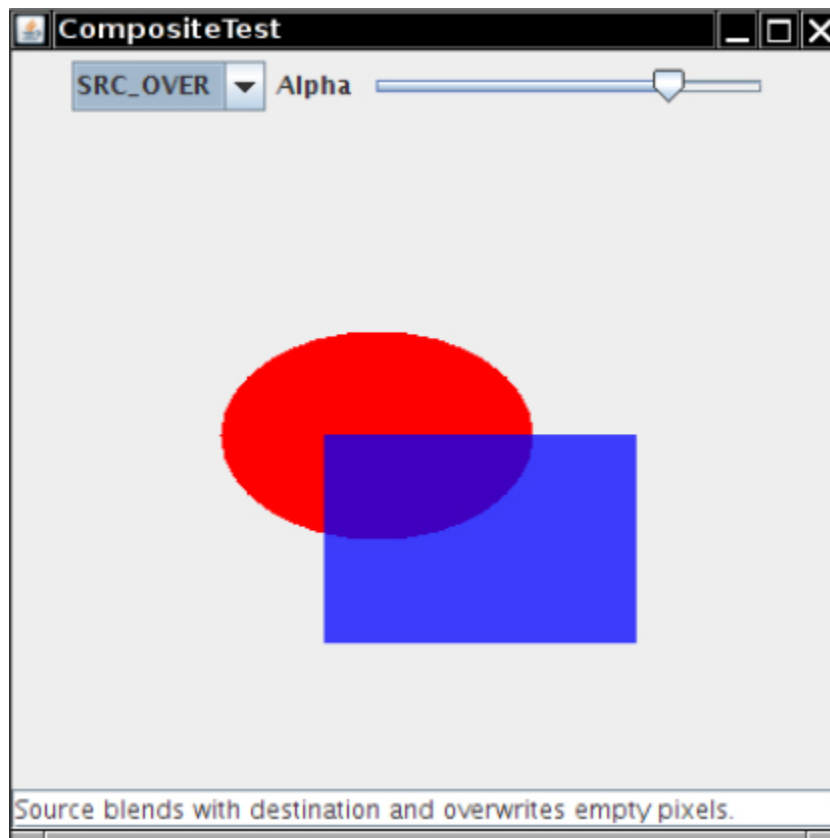 CompositeTest
SRC_OVER Alpha
Source blends with destination and overwrites empty pixels.